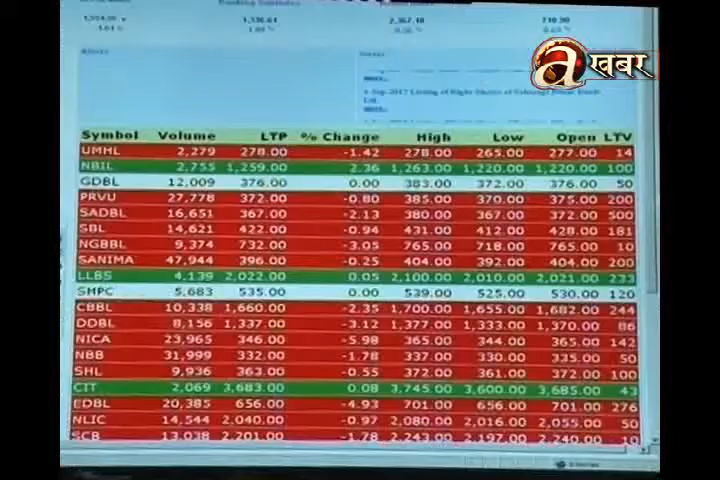 a खबर
Symbol Volume LTP % Change High Low Open LTV
UMHL 2,279 278.00 -1.42 278.00 265.00 277.00 14
NBIL 2,755 1,259.00 2.36 1,263.00 1,220.00 1,220.00 100
GDBL 12,009 376.00 0.00 383.00 372.00 376.00 50
PRVU 27,778 372.00 -0.80 385.00 370.00 375.00 200
SADBL 16,651 367.00 -2.13 380.00 367.00 372.00 500
SBL 14,621 422.00 -0.94 431.00 412.00 428.00 181
NGBBL 9,374 732.00 -3.05 765.00 718.00 765.00 10
SANIMA 47,944 396.00 -0.25 404.00 392.00 404.00 200
LLBS 4,139 2,022.00 0.05 2,100.00 2,010.00 2,021.00 233
SHPC 5,683 535.00 0.00 539.00 525.00 530.00 120
CBBL 10,338 1,660.00 -2.35 1,700.00 1,655.00 1,682.00 244
DDBL 8,156 1,337.00 -3.12 1,377.00 1,333.00 1,370.00 86
NICA 23,965 346.00 -5.98 365.00 344.00 365.00 142
NBB 31,999 332.00 -1.78 337.00 330.00 335.00 50
SHL 9,936 363.00 -0.55 372.00 361.00 372.00 100
CIT 2,069 3,683.00 0.08 3,745.00 3,600.00 3,685.00 43
EDBL 20,385 656.00 -4.93 701.00 656.00 701.00 276
NLIC 14,544 2,040.00 -0.97 2,080.00 2,016.00 2,055.00 50
SCB 13,038 2,201.00 -1.78 2,243.00 2,197.00 2,240.00 10